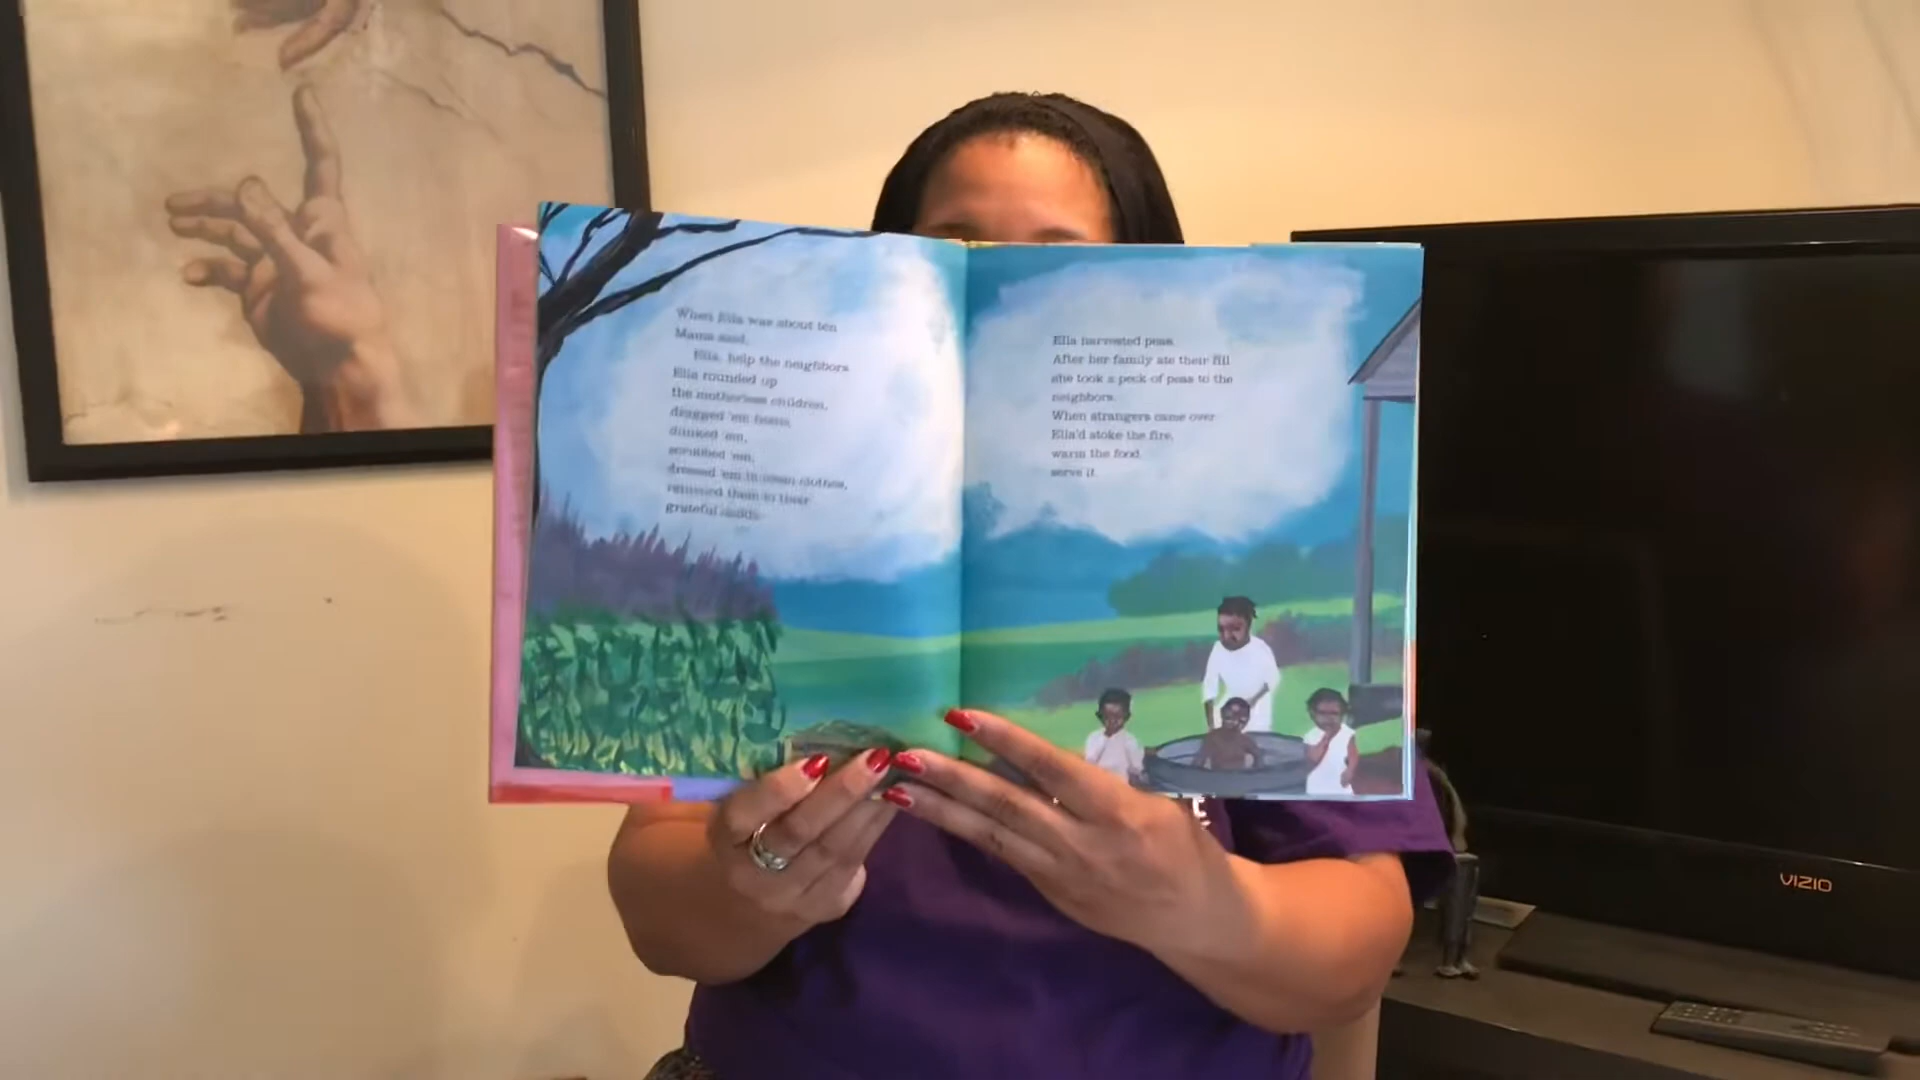 When Ella was about ten
Mama said,
Ella, help the neighbors
Ella rounded up
the motherless children,
dragged 'em home,
dunked 'em,
scrubbed 'em,
dressed 'em in clean clothes,
returned them to their
grateful
Ella harvested peas.
After her family ate their fill
she took a peck of peas to the
neighbors.
When strangers came over
Ella'd stoke the fire,
warm the food,
serve it.
VIZIO